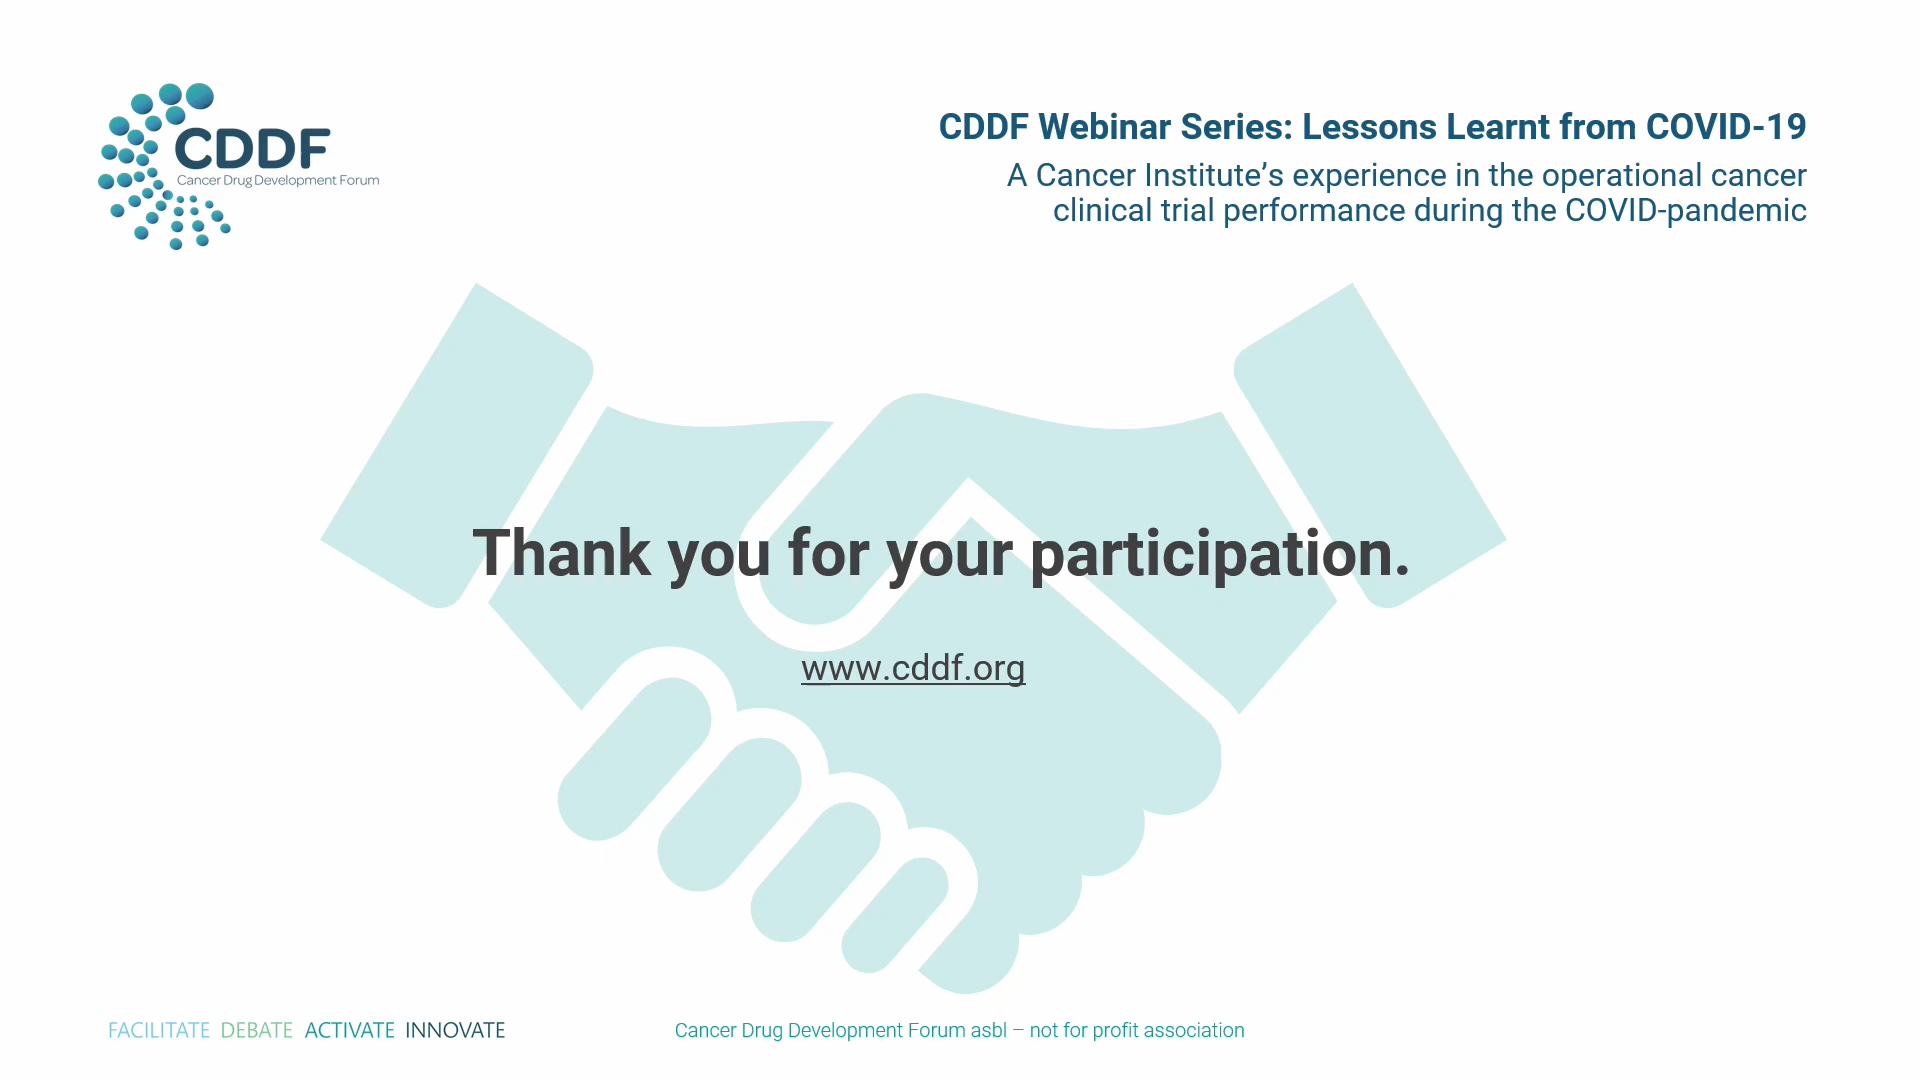 CDDF
Cancer Drug Development Forum
CDDF Webinar Series: Lessons Learnt from COVID-19
A Cancer Institute’s experience in the operational cancer
clinical trial performance during the COVID-pandemic
Thank you for your participation.
www.cddf.org
FACILITATE DEBATE ACTIVATE INNOVATE
Cancer Drug Development Forum asbl – not for profit association